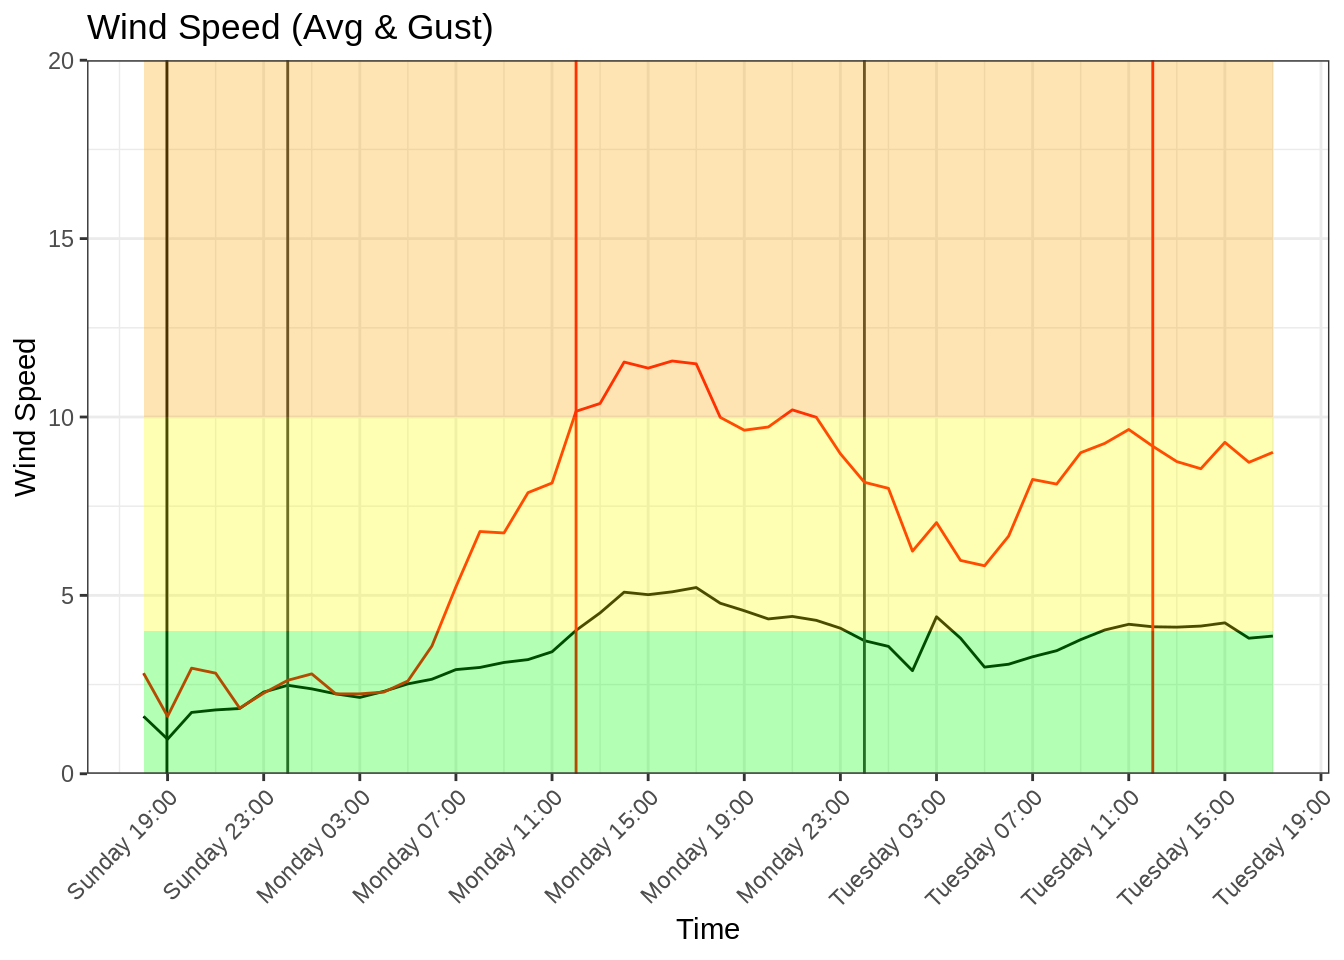 Wind Speed (Avg & Gust)
20
15
10
5
0
Wind Speed
Sunday 19:00
Sunday 23:00
Monday 03:00
Monday 07:00
Monday 11:00
Monday 15:00
Monday 19:00
Monday 23:00
Tuesday 03:00
Tuesday 07:00
Tuesday 11:00
Tuesday 15:00
Tuesday 19:00
Time